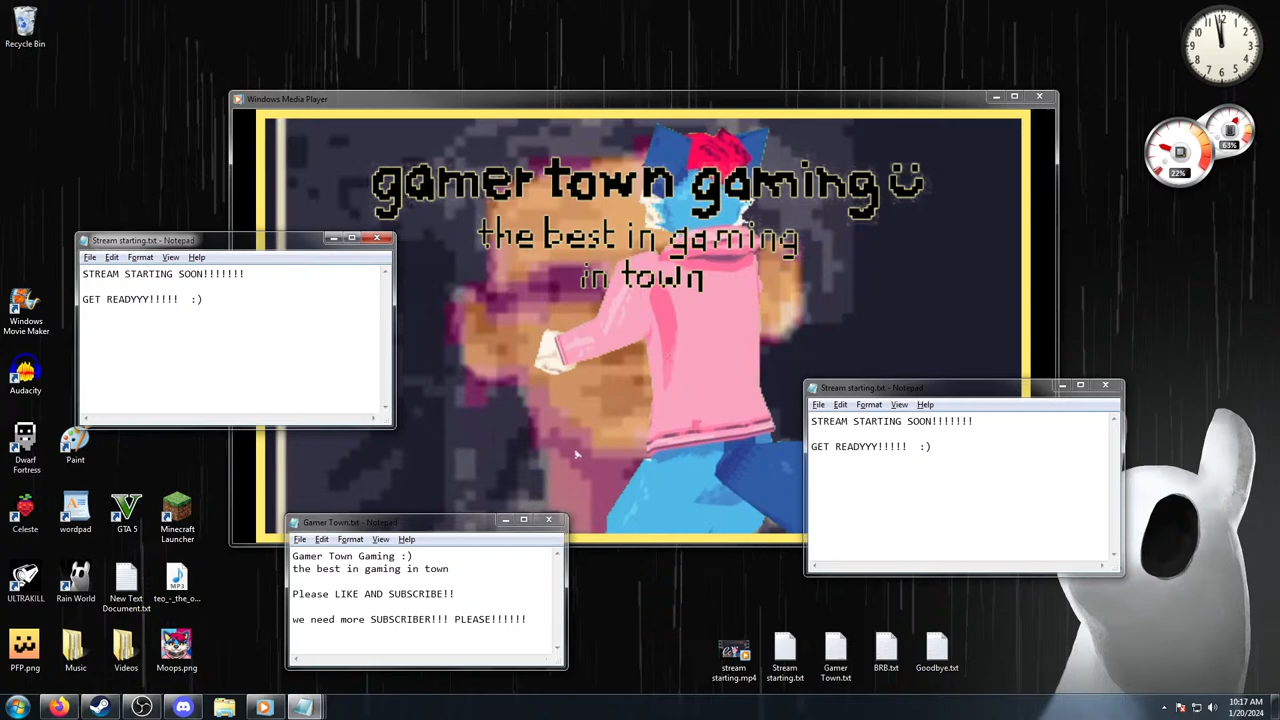 Recycle Bin
Windows Media Player
gamer town gaming
the best in gaming
in town
Stream starting.txt - Notepad
File Edit Format View Help
STREAM STARTING SOON!!!!!!!
GET READYYY!!!!!  :)
Stream starting.txt - Notepad
File Edit Format View Help
STREAM STARTING SOON!!!!!!!
GET READYYY!!!!!  :)
Gamer Town.txt - Notepad
File Edit Format View Help
Gamer Town Gaming :)
the best in gaming in town
Please LIKE AND SUBSCRIBE!!
we need more SUBSCRIBER!!! PLEASE!!!!!!
63%
22%
Windows
Movie Maker
Audacity
Dwarf
Fortress
Paint
Celeste
wordpad
GTA 5
Minecraft
Launcher
ULTRAKILL
Rain World
New Text
Document.txt
MP3
teo_-_the_o...
PFP.png
Music
Videos
Moops.png
stream
starting.mp4
Stream
starting.txt
Gamer
Town.txt
BRB.txt
Goodbye.txt
10:17 AM
1/20/2024